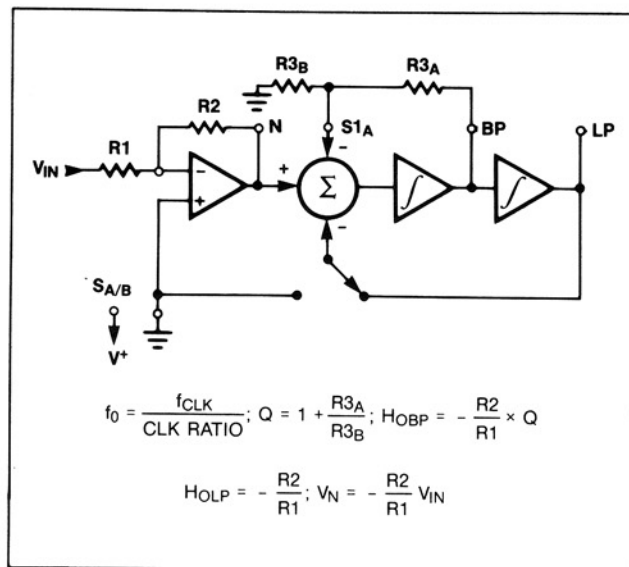 R3B R3A
R2 N S1A BP LP
VIN R1 − + Σ ∫ ∫
+ − −
SA/B
V+
f0 = fCLK / CLK RATIO; Q = 1 + R3A / R3B; HOBP = − R2 / R1 × Q
HOLP = − R2 / R1; VN = − R2 / R1 VIN